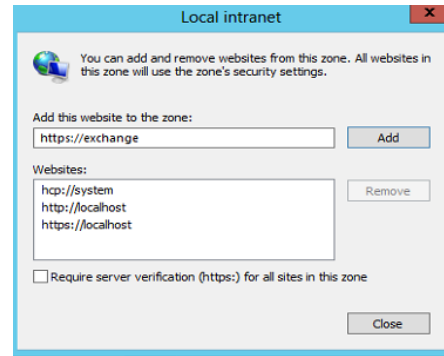 Local intranet
x
You can add and remove websites from this zone. All websites in
this zone will use the zone's security settings.
Add this website to the zone:
https://exchange
Add
Websites:
hcp://system
http://localhost
https://localhost
Remove
Require server verification (https:) for all sites in this zone
Close